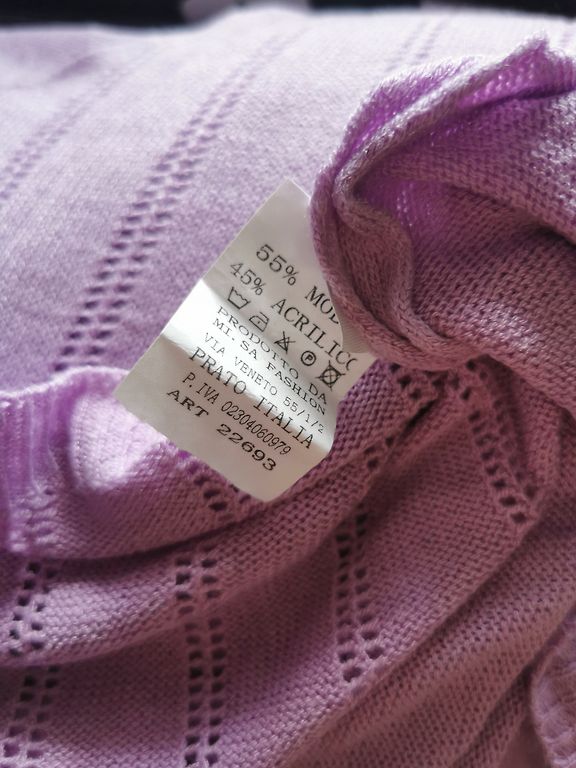 55%
45% ACRILICO
PRODOTTO DA
MI.SA FASHION
VIA VENETO 55/1/2
PRATO ITALIA
P.IVA 02304060979
ART 22693